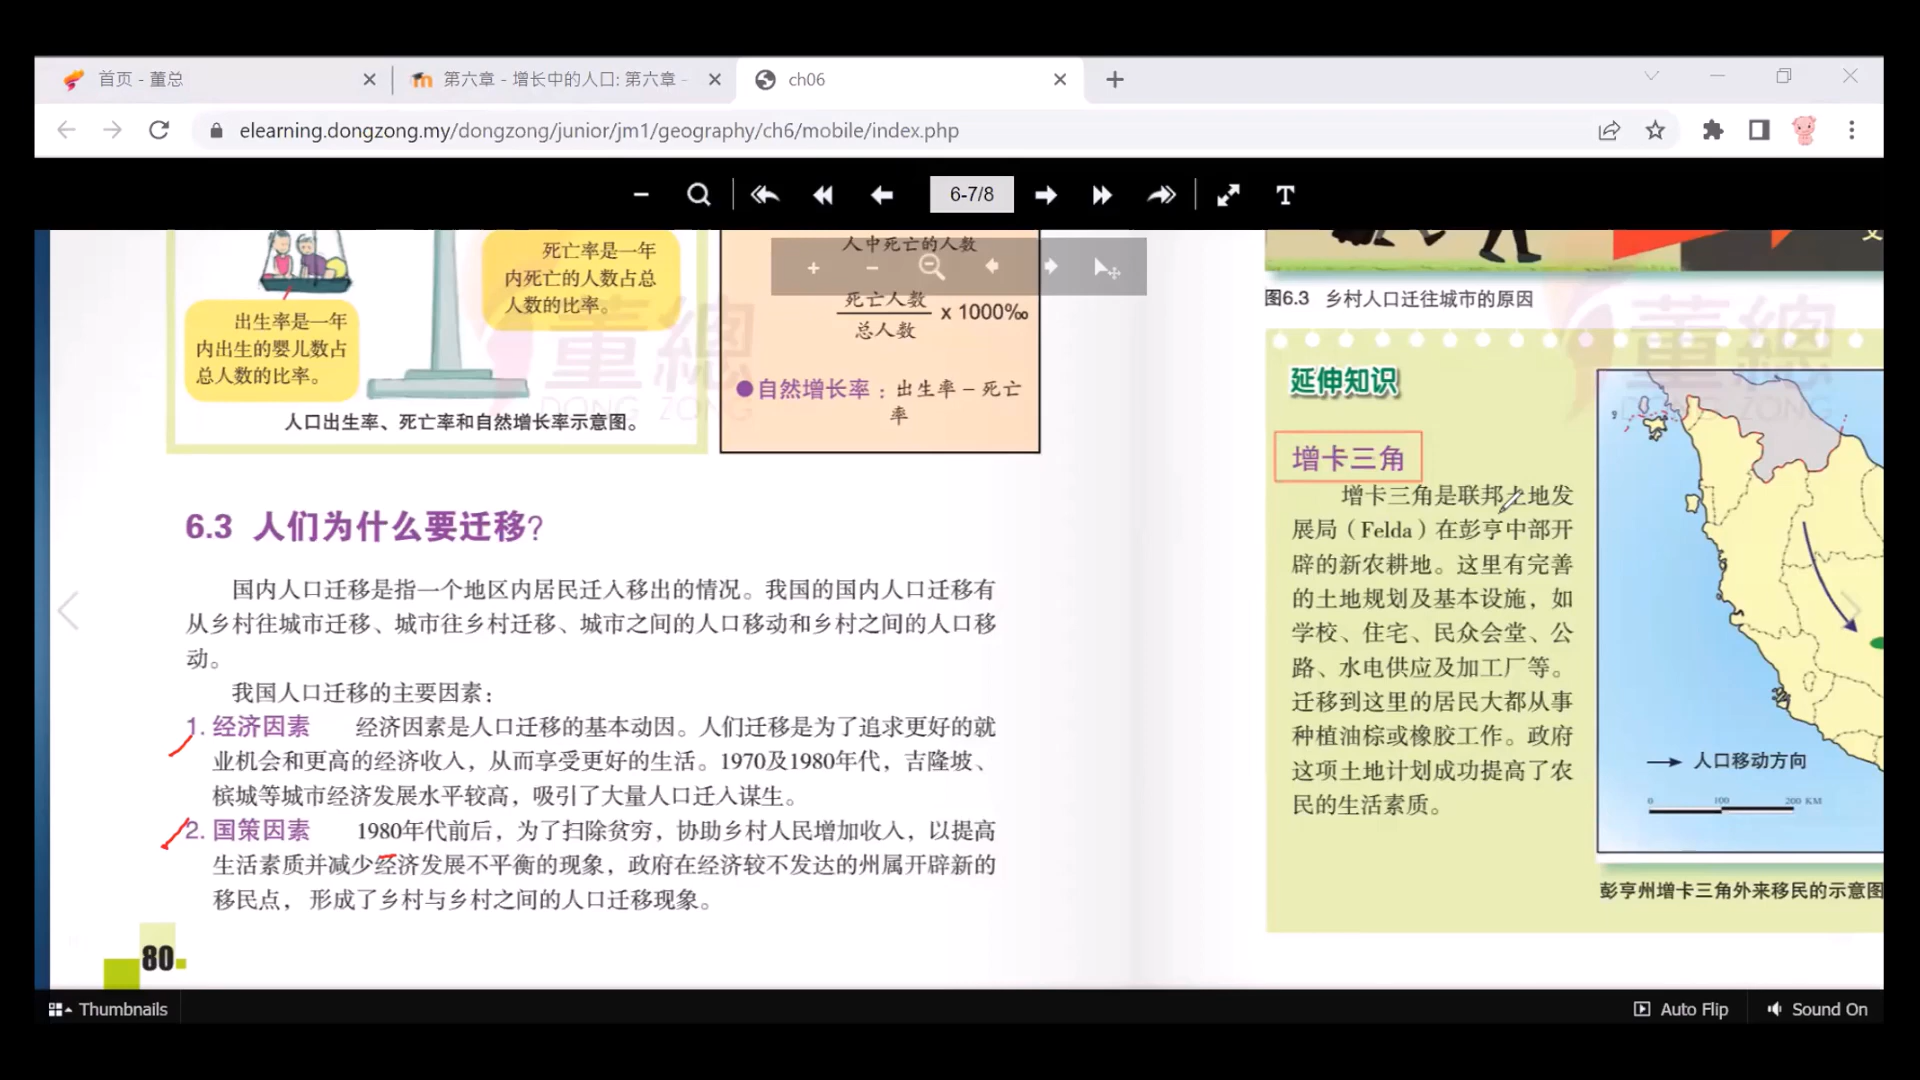 首页 - 董总
第六章 - 增长中的人口: 第六章 -
ch06
elearning.dongzong.my/dongzong/junior/jm1/geography/ch6/mobile/index.php
6-7/8
死亡率是一年
内死亡的人数占总
人数的比率。
出生率是一年
内出生的婴儿数占
总人数的比率。
人口出生率、死亡率和自然增长率示意图。
人中死亡的人数
死亡人数
总人数
x 1000‰
●自然增长率：出生率－死亡
率
6.3 人们为什么要迁移?
国内人口迁移是指一个地区内居民迁入移出的情况。我国的国内人口迁移有
从乡村往城市迁移、城市往乡村迁移、城市之间的人口移动和乡村之间的人口移
动。
我国人口迁移的主要因素：
1. 经济因素 经济因素是人口迁移的基本动因。人们迁移是为了追求更好的就
业机会和更高的经济收入，从而享受更好的生活。1970及1980年代，吉隆坡、
槟城等城市经济发展水平较高，吸引了大量人口迁入谋生。
2. 国策因素 1980年代前后，为了扫除贫穷，协助乡村人民增加收入，以提高
生活素质并减少经济发展不平衡的现象，政府在经济较不发达的州属开辟新的
移民点， 形成了乡村与乡村之间的人口迁移现象。
80
图6.3 乡村人口迁往城市的原因
延伸知识
增卡三角
增卡三角是联邦土地发
展局（Felda）在彭亨中部开
辟的新农耕地。这里有完善
的土地规划及基本设施，如
学校、住宅、民众会堂、公
路、水电供应及加工厂等。
迁移到这里的居民大都从事
种植油棕或橡胶工作。政府
这项土地计划成功提高了农
民的生活素质。
人口移动方向
0 100 200 KM
彭亨州增卡三角外来移民的示意图
董總
DONG ZONG
董總
DONG ZONG
Thumbnails
Auto Flip
Sound On